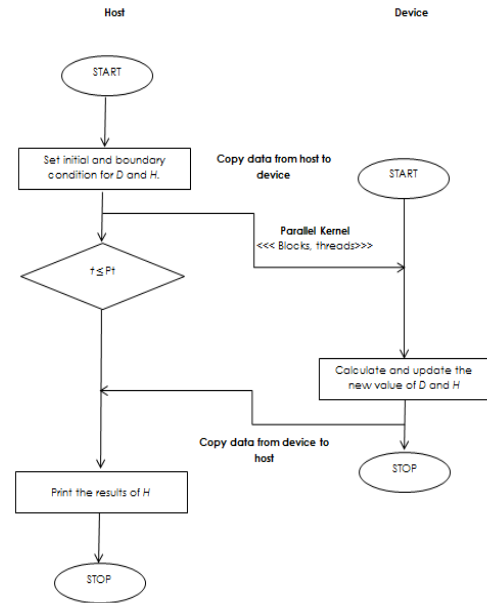 Host
Device
START
Set initial and boundary
condition for D and H.
Copy data from host to
device
START
Parallel Kernel
<<< Blocks, threads>>>
t ≤ Pt
Calculate and update the
new value of D and H
Copy data from device to
host
STOP
Print the results of H
STOP